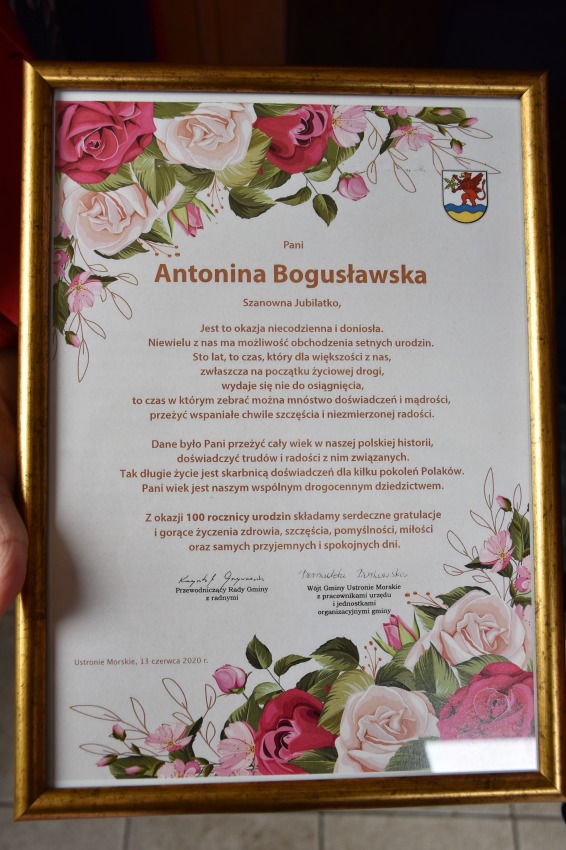 Pani
Antonina Bogusławska
Szanowna Jubilatko,
Jest to okazja niecodzienna i doniosła.
Niewielu z nas ma możliwość obchodzenia setnych urodzin.
Sto lat, to czas, który dla większości z nas,
zwłaszcza na początku życiowej drogi,
wydaje się nie do osiągnięcia,
to czas w którym zebrać można mnóstwo doświadczeń i mądrości,
przeżyć wspaniałe chwile szczęścia i niezmierzonej radości.
Dane było Pani przeżyć cały wiek w naszej polskiej historii,
doświadczyć trudów i radości z nim związanych.
Tak długie życie jest skarbnicą doświadczeń dla kilku pokoleń Polaków.
Pani wiek jest naszym wspólnym drogocennym dziedzictwem.
Z okazji 100 rocznicy urodzin składamy serdeczne gratulacje
i gorące życzenia zdrowia, szczęścia, pomyślności, miłości
oraz samych przyjemnych i spokojnych dni.
Przewodniczący Rady Gminy
z radnymi
Bernadeta Borkowska
Wójt Gminy Ustronie Morskie
z pracownikami urzędu
i jednostkami
organizacyjnymi gminy
Ustronie Morskie, 13 czerwca 2020 r.